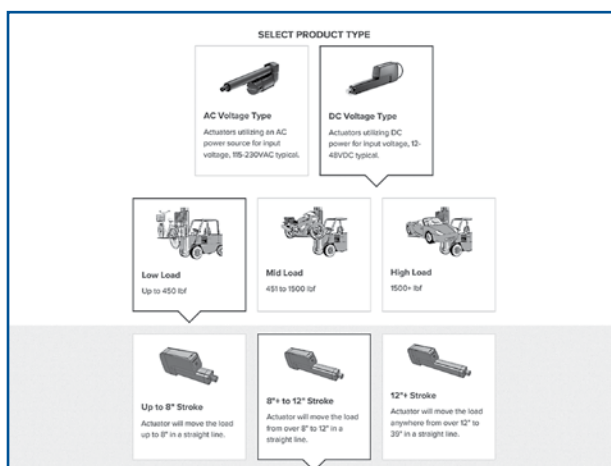 SELECT PRODUCT TYPE
AC Voltage Type
Actuators utilizing an AC
power source for input
voltage, 115-230VAC typical.
DC Voltage Type
Actuators utilizing DC
power for input voltage, 12-
48VDC typical.
Low Load
Up to 450 lbf
Mid Load
451 to 1500 lbf
High Load
1500+ lbf
Up to 8" Stroke
Actuator will move the load
up to 8" in a straight line.
8"+ to 12" Stroke
Actuator will move the load
from over 8" to 12" in a
straight line.
12"+ Stroke
Actuator will move the load
anywhere from over 12" to
39" in a straight line.